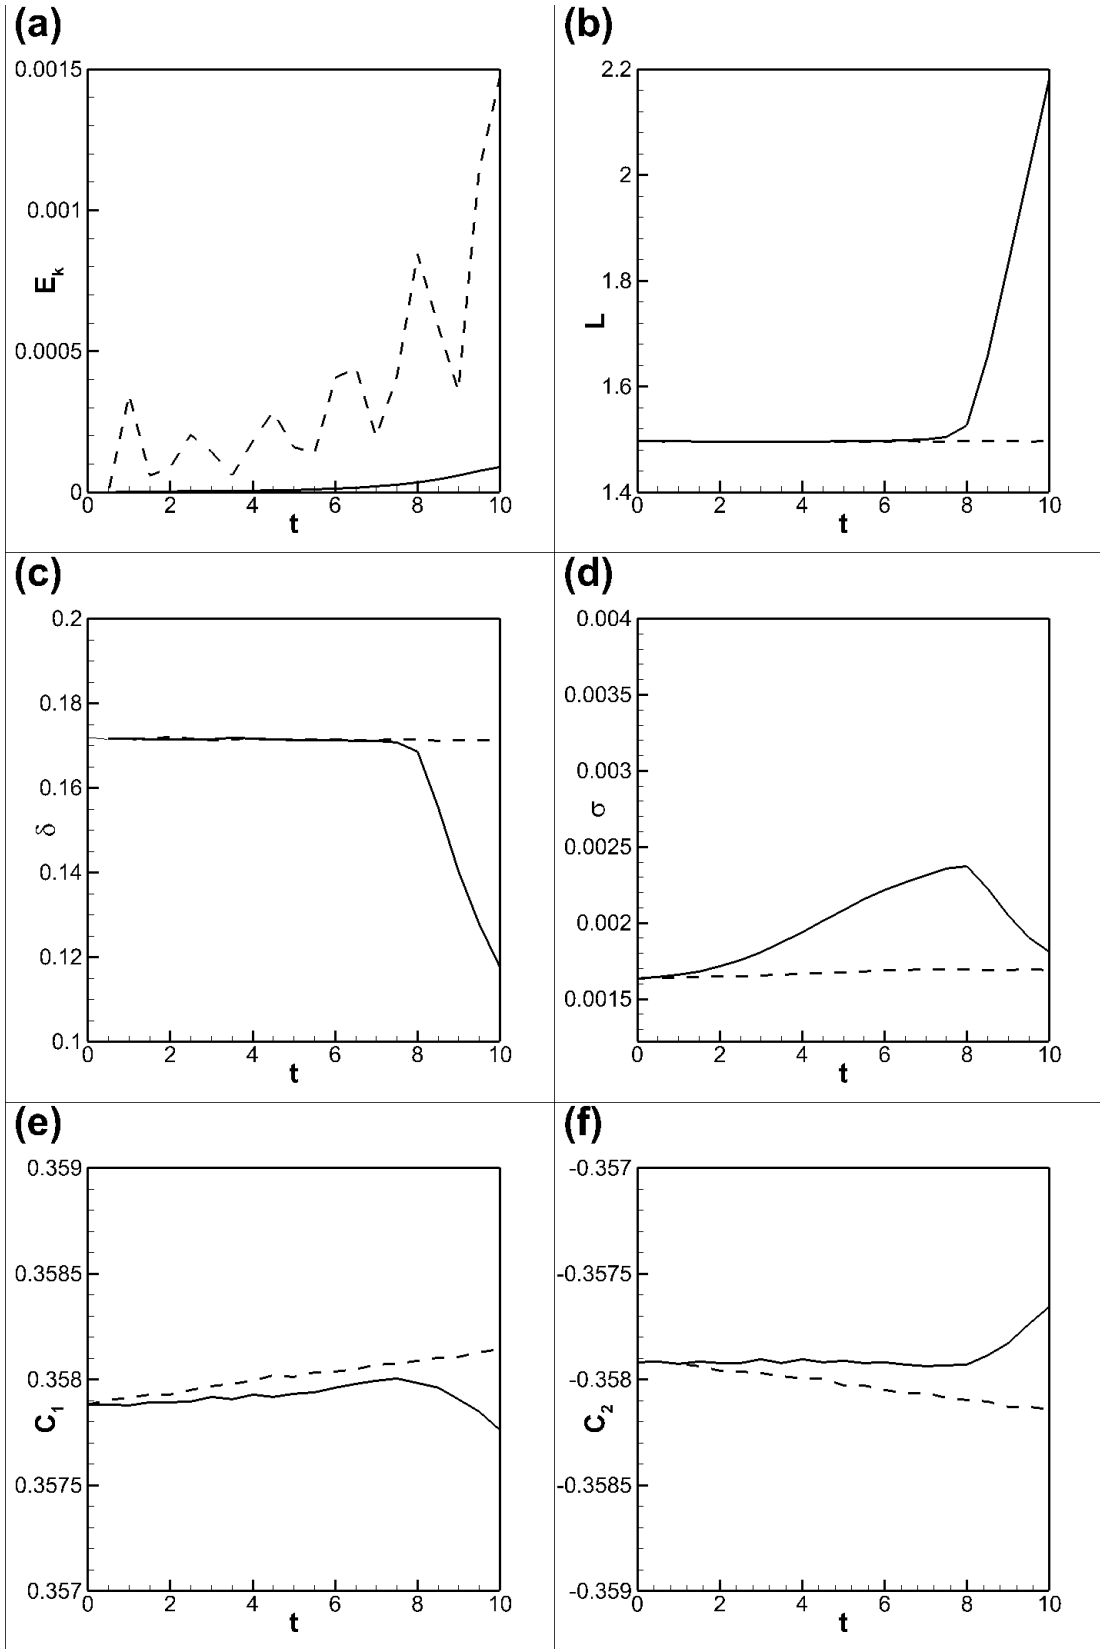 (a)
0.0015
0.001
0.0005
0
E_k
0 2 4 6 8 10
t
(b)
2.2
2
1.8
1.6
1.4
L
0 2 4 6 8 10
t
(c)
0.2
0.18
0.16
0.14
0.12
0.1
δ
0 2 4 6 8 10
t
(d)
0.004
0.0035
0.003
0.0025
0.002
0.0015
σ
0 2 4 6 8 10
t
(e)
0.359
0.3585
0.358
0.3575
0.357
C_1
0 2 4 6 8 10
t
(f)
-0.357
-0.3575
-0.358
-0.3585
-0.359
C_2
0 2 4 6 8 10
t